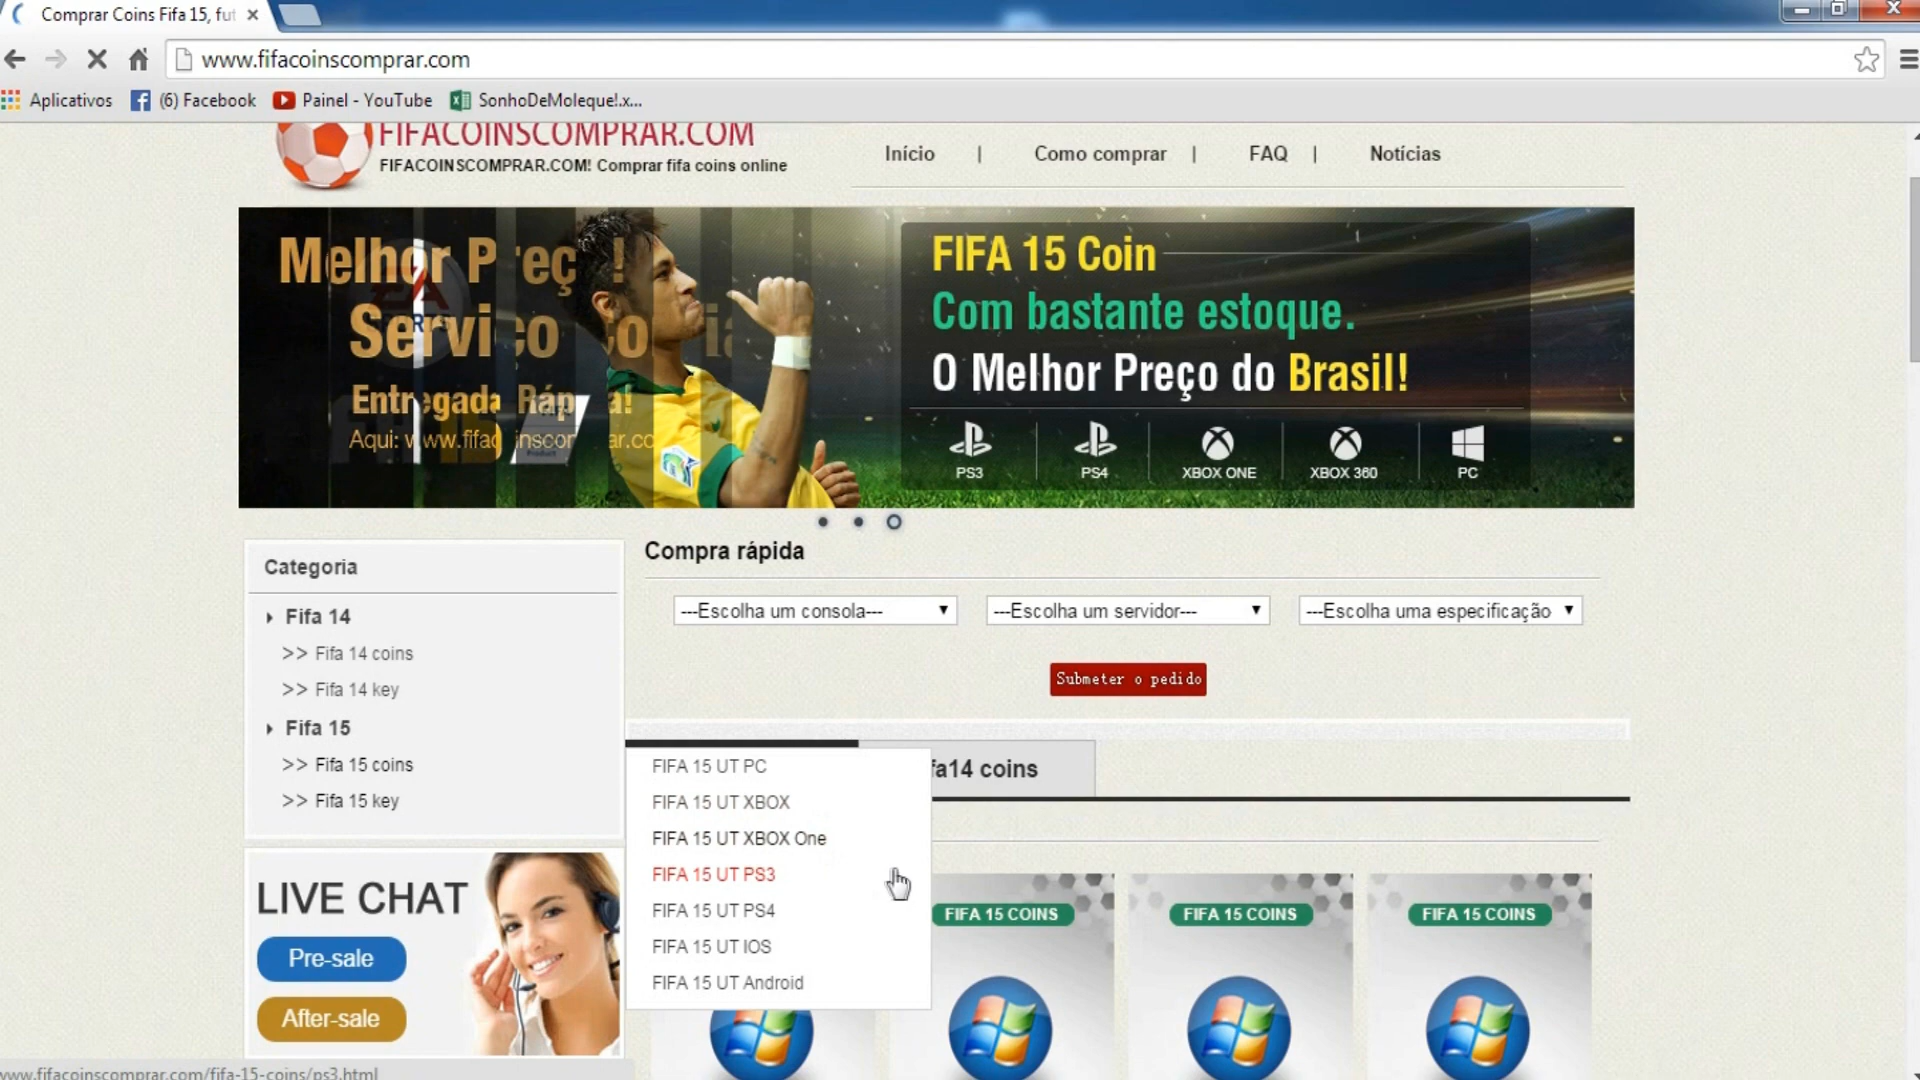 Comprar Coins Fifa 15, fut
www.fifacoinscomprar.com
Aplicativos
(6) Facebook
Painel - YouTube
SonhoDeMoleque!.x...
FIFACOINSCOMPRAR.COM
FIFACOINSCOMPRAR.COM! Comprar fifa coins online
Início | Como comprar | FAQ | Notícias
Melhor Preç !
Serviço
Ráp
Aqui:
FIFA 15 Coin
Com bastante estoque.
O Melhor Preço do Brasil!
PS3
PS4
XBOX ONE
XBOX 360
PC
Categoria
Fifa 14
>> Fifa 14 coins
>> Fifa 14 key
Fifa 15
>> Fifa 15 coins
>> Fifa 15 key
Compra rápida
---Escolha um consola---
---Escolha um servidor---
---Escolha uma especificação
Submeter o pedido
fa14 coins
FIFA 15 UT PC
FIFA 15 UT XBOX
FIFA 15 UT XBOX One
FIFA 15 UT PS3
FIFA 15 UT PS4
FIFA 15 UT IOS
FIFA 15 UT Android
LIVE CHAT
Pre-sale
After-sale
FIFA 15 COINS
FIFA 15 COINS
FIFA 15 COINS
www.fifacoinscomprar.com/fifa-15-coins/ps3.html